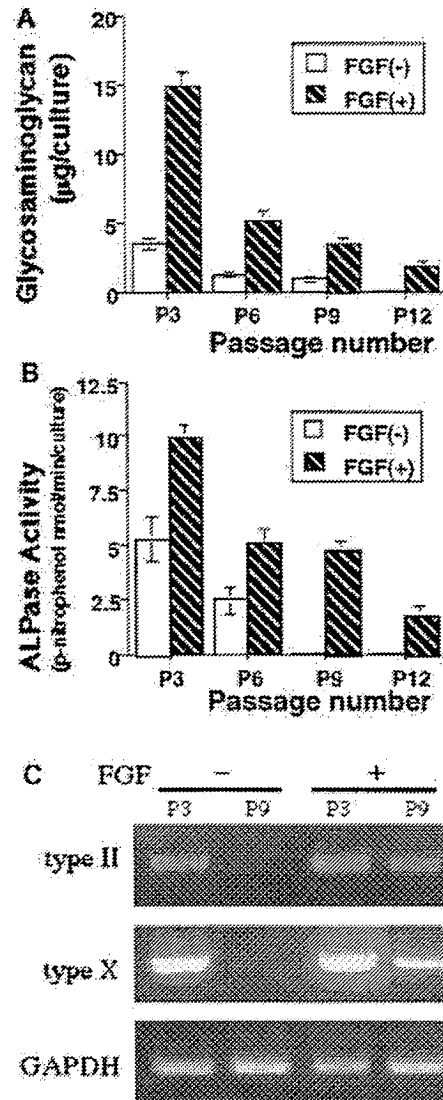 A
Glycosaminoglycan
(μg/culture)
20
15
10
5
0
FGF(-)
FGF(+)
P3 P6 P9 P12
Passage number
B
ALPase Activity
(p-nitrophenol nmol/min/culture)
12.5
10
7.5
5
2.5
0
FGF(-)
FGF(+)
P3 P6 P9 P12
Passage number
C FGF − +
P3 P9 P3 P9
type II
type X
GAPDH